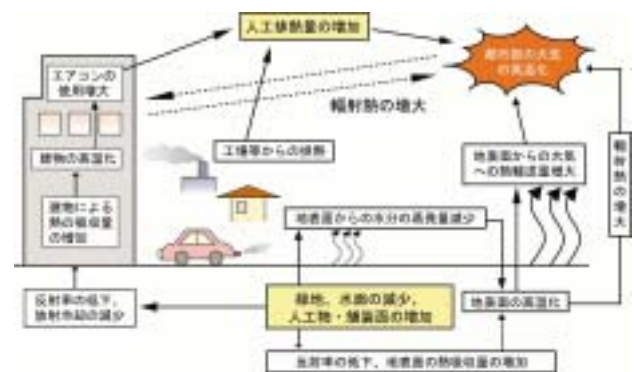 人工排熱量の増加
エアコンの
使用増大
都市部の大気
の高温化
輻射熱の増大
建物の高温化
工場等からの排熱
地表面からの大気
への熱輸送量増大
輻射熱の増大
建物による
熱の吸収量
の増加
地表面からの水分の蒸発量減少
反射率の低下、
放射冷却の減少
緑地、水面の減少、
人工物・舗装面の増加
地表面の高温化
反射率の低下、地表面の熱吸収量の増加